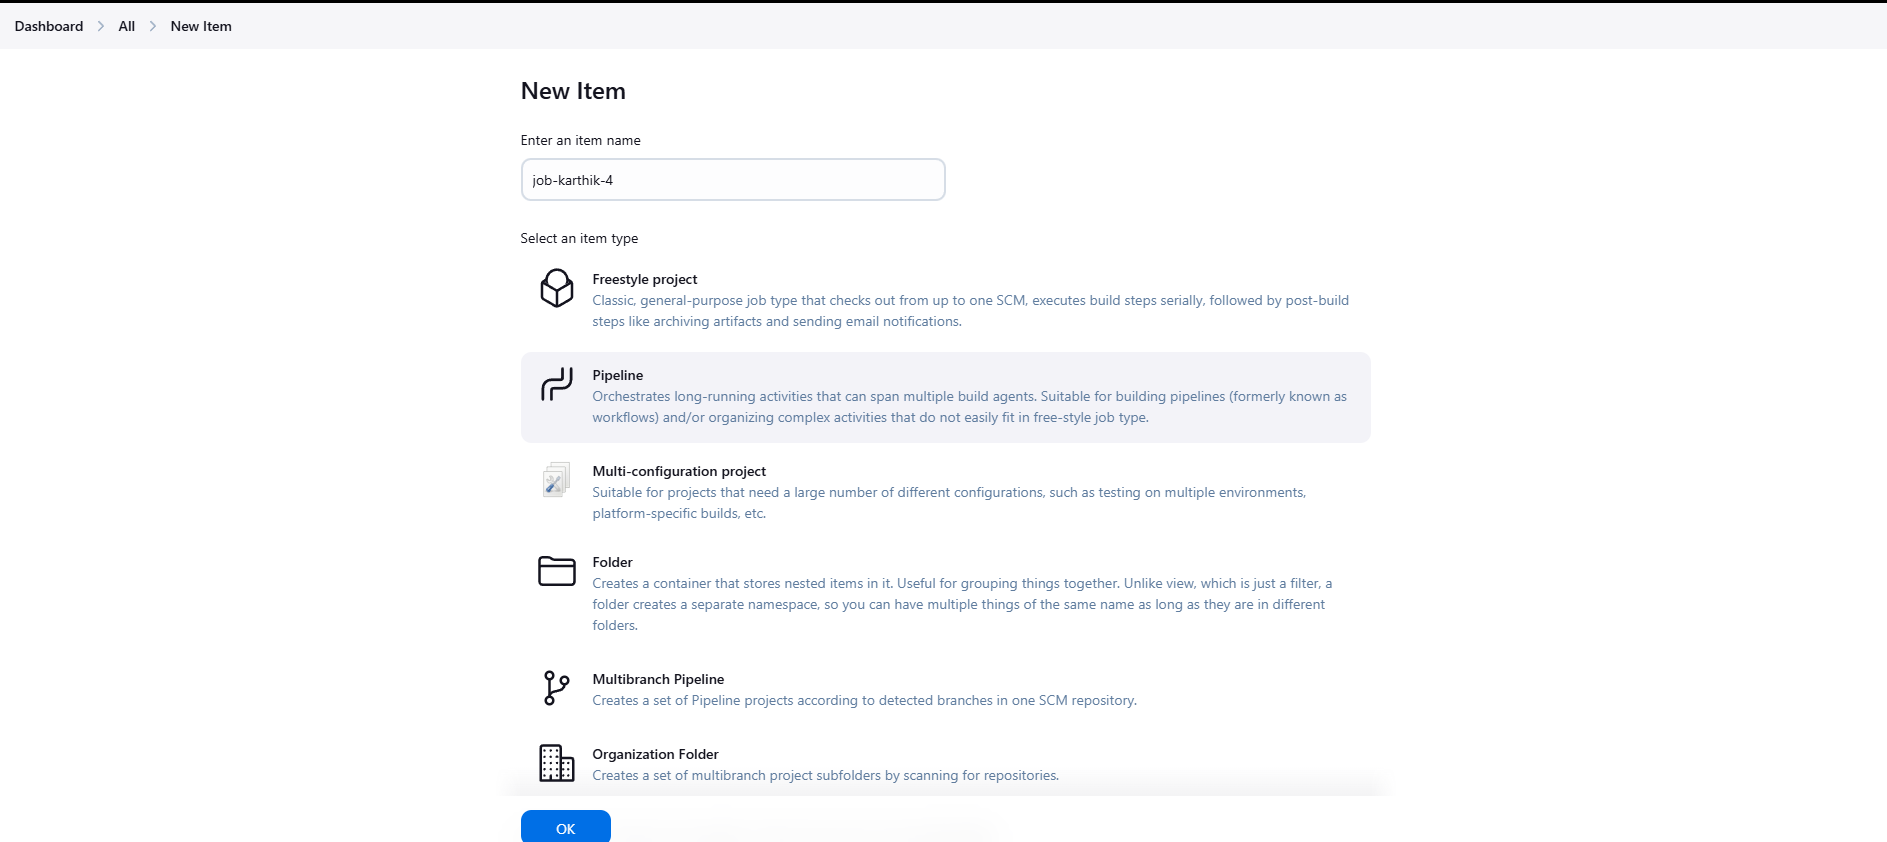 Dashboard > All > New Item
New Item
Enter an item name
job-karthik-4
Select an item type
Freestyle project
Classic, general-purpose job type that checks out from up to one SCM, executes build steps serially, followed by post-build
steps like archiving artifacts and sending email notifications.
Pipeline
Orchestrates long-running activities that can span multiple build agents. Suitable for building pipelines (formerly known as
workflows) and/or organizing complex activities that do not easily fit in free-style job type.
Multi-configuration project
Suitable for projects that need a large number of different configurations, such as testing on multiple environments,
platform-specific builds, etc.
Folder
Creates a container that stores nested items in it. Useful for grouping things together. Unlike view, which is just a filter, a
folder creates a separate namespace, so you can have multiple things of the same name as long as they are in different
folders.
Multibranch Pipeline
Creates a set of Pipeline projects according to detected branches in one SCM repository.
Organization Folder
Creates a set of multibranch project subfolders by scanning for repositories.
OK